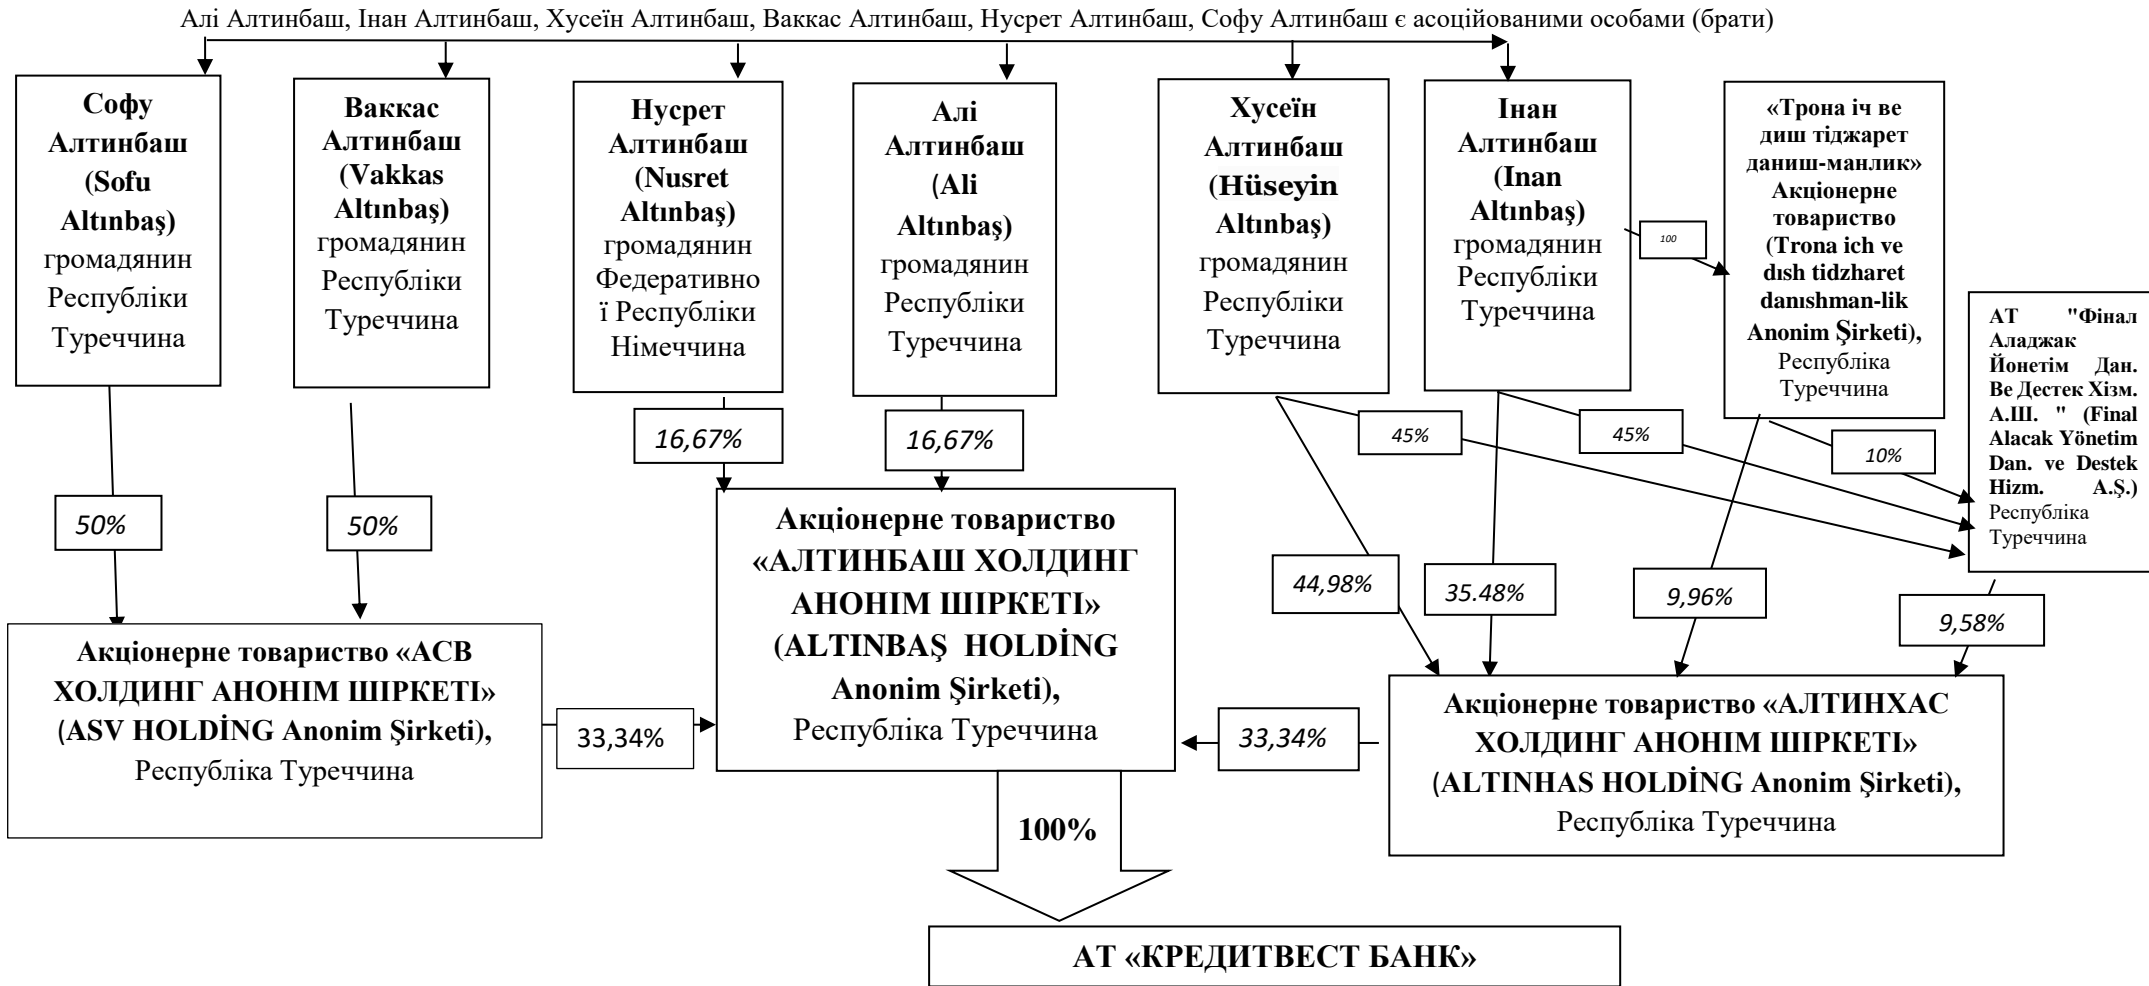 Алі Алтинбаш, Інан Алтинбаш, Хусеїн Алтинбаш, Ваккас Алтинбаш, Нусрет Алтинбаш, Софу Алтинбаш є асоційованими особами (брати)
Софу
Алтинбаш
(Sofu
Altınbaş)
громадянин
Республіки
Туреччина
Ваккас
Алтинбаш
(Vakkas
Altınbaş)
громадянин
Республіки
Туреччина
Нусрет
Алтинбаш
(Nusret
Altınbaş)
громадянин
Федеративно
ї Республіки
Німеччина
Алі
Алтинбаш
(Ali
Altınbaş)
громадянин
Республіки
Туреччина
Хусеїн
Алтинбаш
(Hüseyin
Altınbaş)
громадянин
Республіки
Туреччина
Інан
Алтинбаш
(Inan
Altınbaş)
громадянин
Республіки
Туреччина
100
«Трона іч ве
диш тіджарет
даниш-манлик»
Акціонерне
товариство
(Trona ich ve
dısh tidzharet
danıshman-lik
Anonim Şirketi),
Республіка
Туреччина
АТ "Фінал
Аладжак
Йонетім Дан.
Ве Дестек Хізм.
А.Ш. " (Final
Alacak Yönetim
Dan. ve Destek
Hizm. A.Ş.)
Республіка
Туреччина
16,67%
16,67%
45%
45%
10%
50%
50%
44,98%
35.48%
9,96%
9,58%
Акціонерне товариство «АСВ
ХОЛДИНГ АНОНІМ ШІРКЕТІ»
(ASV HOLDİNG Anonim Şirketi),
Республіка Туреччина
33,34%
Акціонерне товариство
«АЛТИНБАШ ХОЛДИНГ
АНОНІМ ШІРКЕТІ»
(ALTINBAŞ HOLDİNG
Anonim Şirketi),
Республіка Туреччина
33,34%
Акціонерне товариство «АЛТИНХАС
ХОЛДИНГ АНОНІМ ШІРКЕТІ»
(ALTINHAS HOLDİNG Anonim Şirketi),
Республіка Туреччина
100%
АТ «КРЕДИТВЕСТ БАНК»